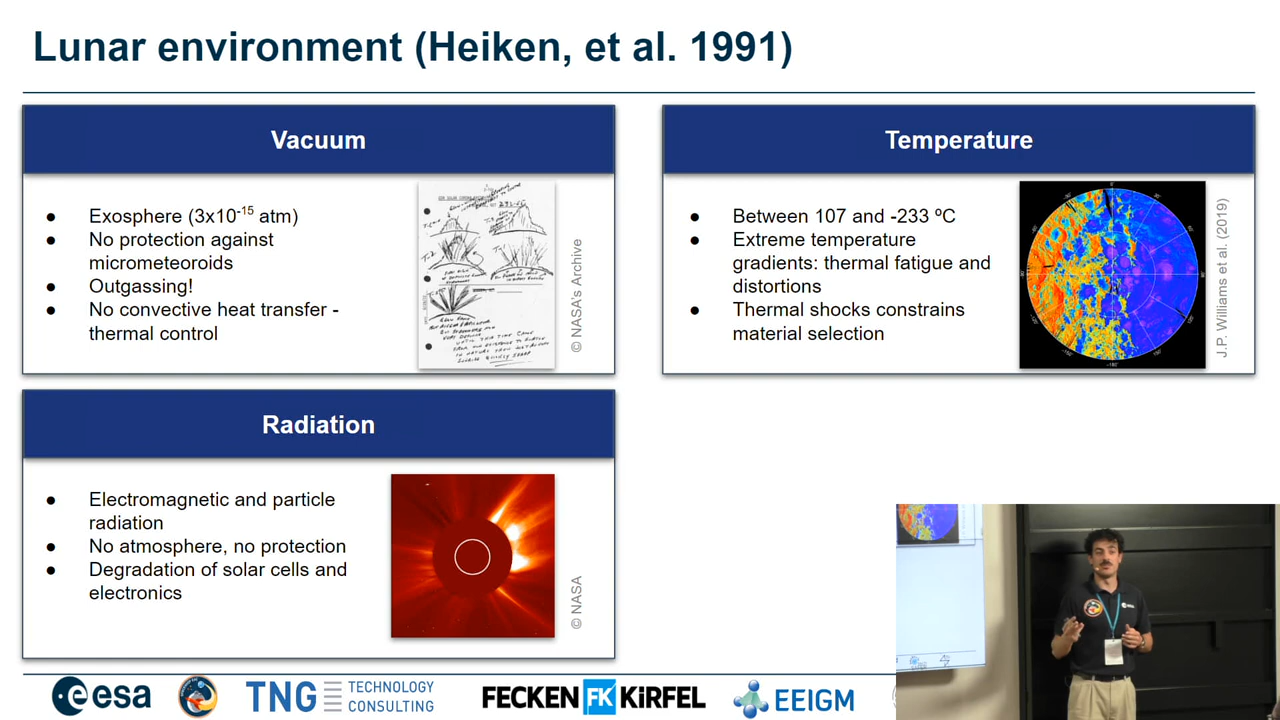 Lunar environment (Heiken, et al. 1991)
Vacuum
● Exosphere (3x10⁻¹⁵ atm)
● No protection against
micrometeoroids
● Outgassing!
● No convective heat transfer -
thermal control
© NASA's Archive
Temperature
● Between 107 and -233 ºC
● Extreme temperature
gradients: thermal fatigue and
distortions
● Thermal shocks constrains
material selection
J.P. Williams et al. (2019)
Radiation
● Electromagnetic and particle
radiation
● No atmosphere, no protection
● Degradation of solar cells and
electronics
© NASA
esa
TNG TECHNOLOGY
CONSULTING
FECKEN FK KiRFEL
EEIGM